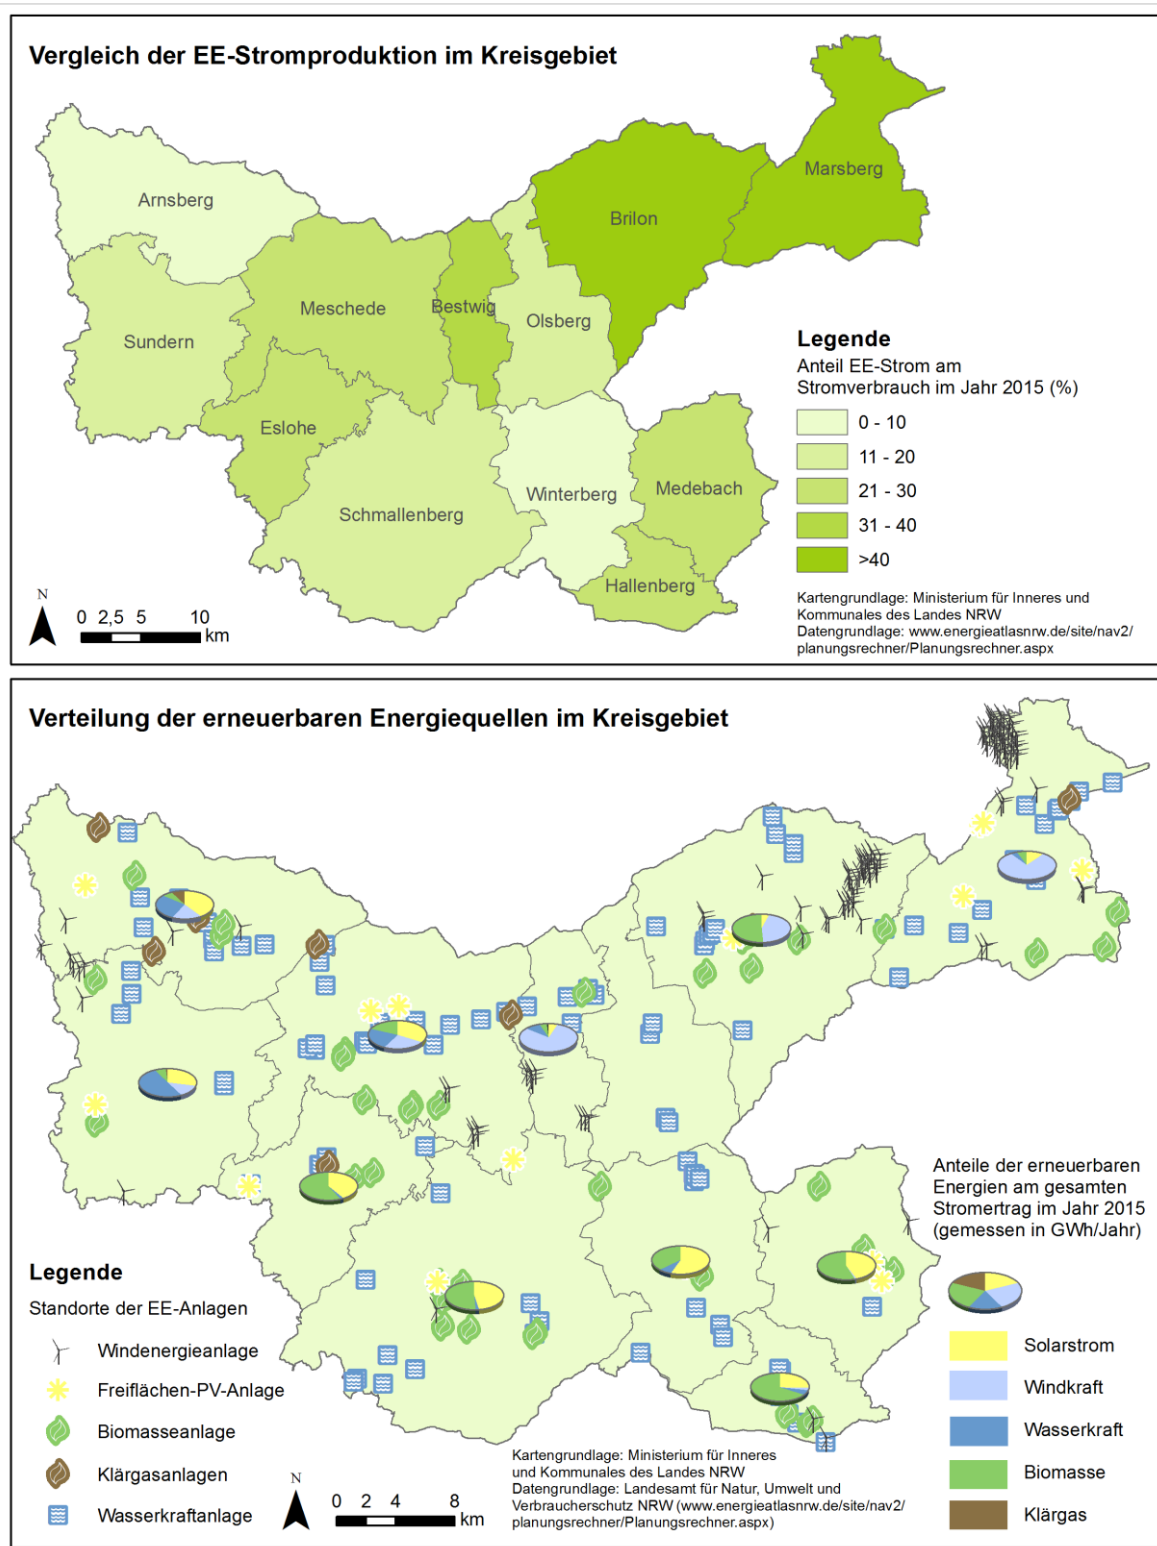 Vergleich der EE-Stromproduktion im Kreisgebiet
Marsberg
Arnsberg
Brilon
Meschede
Bestwig
Olsberg
Sundern
Legende
Anteil EE-Strom am
Stromverbrauch im Jahr 2015 (%)
0 - 10
11 - 20
21 - 30
31 - 40
>40
Eslohe
Medebach
Winterberg
Schmallenberg
Hallenberg
N
0 2,5 5 10
km
Kartengrundlage: Ministerium für Inneres und
Kommunales des Landes NRW
Datengrundlage: www.energieatlasnrw.de/site/nav2/
planungsrechner/Planungsrechner.aspx
Verteilung der erneuerbaren Energiequellen im Kreisgebiet
Anteile der erneuerbaren
Energien am gesamten
Stromertrag im Jahr 2015
(gemessen in GWh/Jahr)
Solarstrom
Windkraft
Wasserkraft
Biomasse
Klärgas
Legende
Standorte der EE-Anlagen
Windenergieanlage
Freiflächen-PV-Anlage
Biomasseanlage
Klärgasanlagen
Wasserkraftanlage
N
0 2 4 8
km
Kartengrundlage: Ministerium für Inneres
und Kommunales des Landes NRW
Datengrundlage: Landesamt für Natur, Umwelt und
Verbraucherschutz NRW (www.energieatlasnrw.de/site/nav2/
planungsrechner/Planungsrechner.aspx)